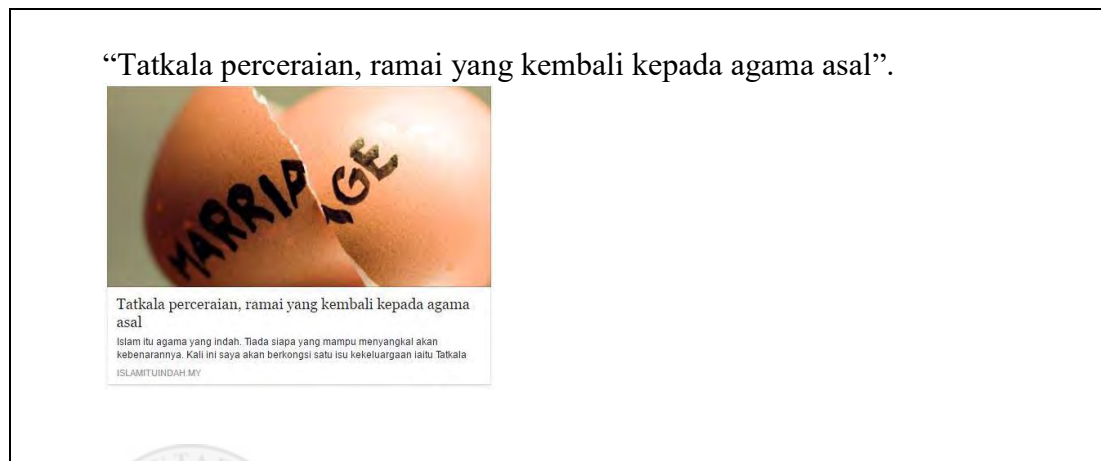 “Tatkala perceraian, ramai yang kembali kepada agama asal”.
MARRIAGE
Tatkala perceraian, ramai yang kembali kepada agama
asal
Islam itu agama yang indah. Tiada siapa yang mampu menyangkal akan
kebenarannya. Kali ini saya akan berkongsi satu isu kekeluargaan iaitu Tatkala
ISLAMITUINDAH.MY